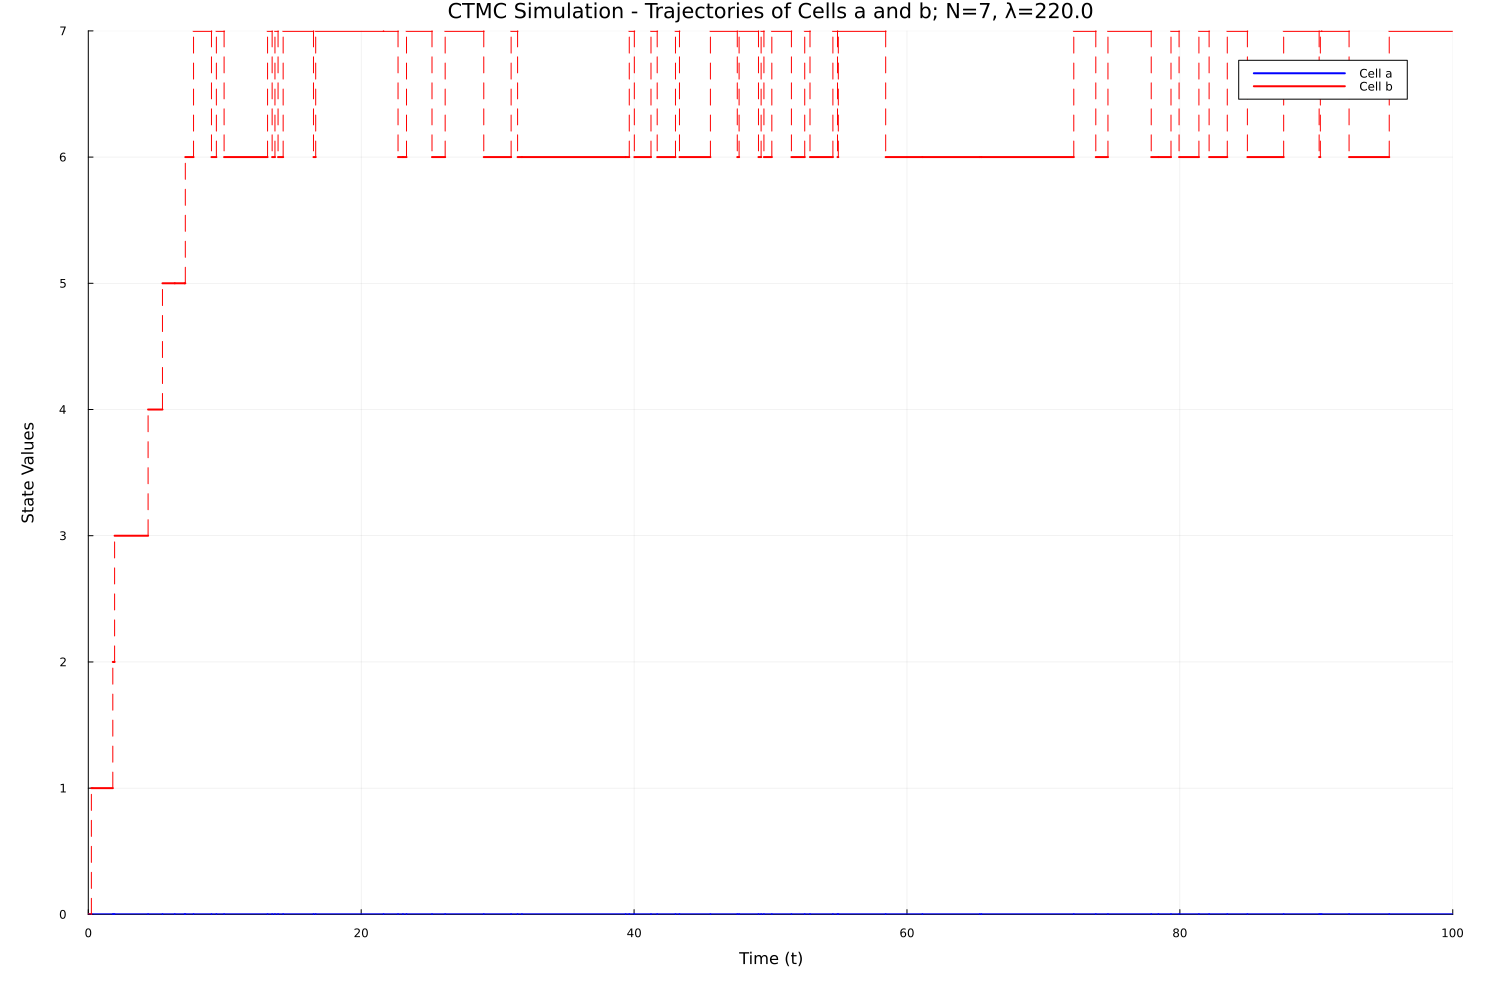 CTMC Simulation - Trajectories of Cells a and b; N=7, λ=220.0
7
Cell a
Cell b
6
5
4
State Values
3
2
1
0
0 20 40 60 80 100
Time (t)